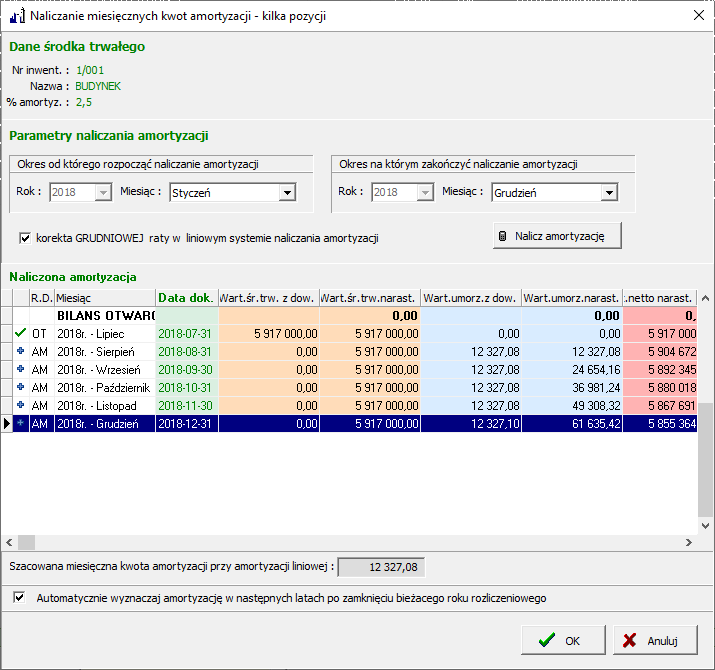 Naliczanie miesięcznych kwot amortyzacji - kilka pozycji
Dane środka trwałego
Nr inwent. : 1/001
Nazwa : BUDYNEK
% amortyz. : 2,5
Parametry naliczania amortyzacji
Okres od którego rozpocząć naliczanie amortyzacji
Okres na którym zakończyć naliczanie amortyzacji
Rok : 2018 Miesiąc : Styczeń
Rok : 2018 Miesiąc : Grudzień
korekta GRUDNIOWEJ raty w liniowym systemie naliczania amortyzacji
Nalicz amortyzację
Naliczona amortyzacja
R.D. Miesiąc Data dok. Wart.śr.trw. z dow. Wart.śr.trw.narast. Wart.umorz.z dow. Wart.umorz.narast. .netto narast.
BILANS OTWARC 0,00 0,00 0,
OT 2018r. - Lipiec 2018-07-31 5 917 000,00 5 917 000,00 0,00 0,00 5 917 000
AM 2018r. - Sierpień 2018-08-31 0,00 5 917 000,00 12 327,08 12 327,08 5 904 672
AM 2018r. - Wrzesień 2018-09-30 0,00 5 917 000,00 12 327,08 24 654,16 5 892 345
AM 2018r. - Październik 2018-10-31 0,00 5 917 000,00 12 327,08 36 981,24 5 880 018
AM 2018r. - Listopad 2018-11-30 0,00 5 917 000,00 12 327,08 49 308,32 5 867 691
AM 2018r. - Grudzień 2018-12-31 0,00 5 917 000,00 12 327,10 61 635,42 5 855 364
Szacowana miesięczna kwota amortyzacji przy amortyzacji liniowej : 12 327,08
Automatycznie wyznaczaj amortyzację w następnych latach po zamknięciu bieżacego roku rozliczeniowego
OK
Anuluj